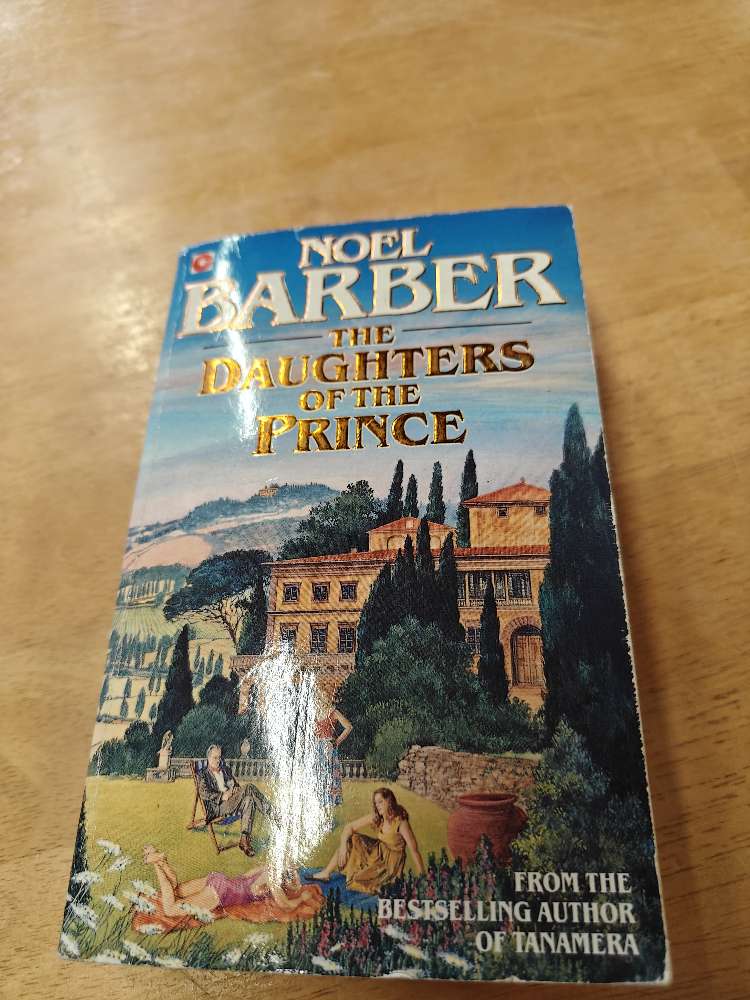 NOEL
BARBER
THE
DAUGHTERS
OF THE
PRINCE
FROM THE
BESTSELLING AUTHOR
OF TANAMERA